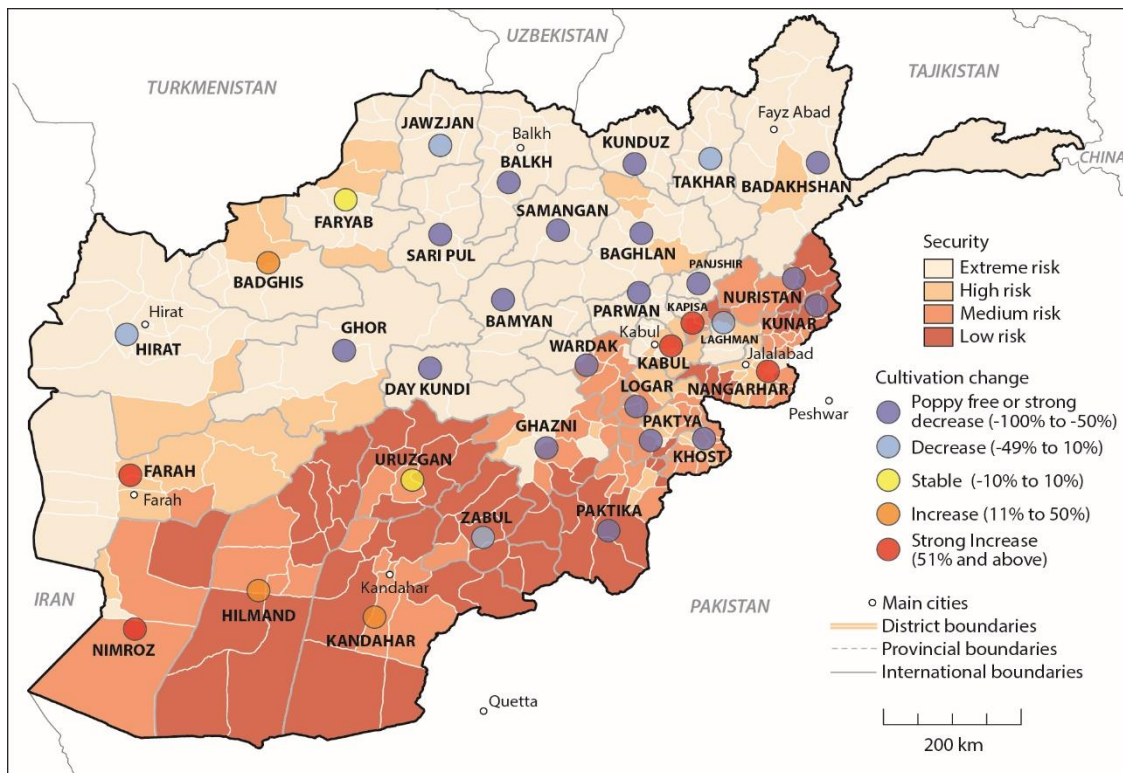 UZBEKISTAN
TAJIKISTAN
TURKMENISTAN
CHINA
IRAN
PAKISTAN
JAWZJAN
Balkh
BALKH
KUNDUZ
Fayz Abad
TAKHAR
BADAKHSHAN
FARYAB
SAMANGAN
SARI PUL
BAGHLAN
BADGHIS
PANJSHIR
NURISTAN
BAMYAN
PARWAN
KAPISA
KUNAR
Hirat
HIRAT
GHOR
Kabul
KABUL
LAGHMAN
WARDAK
Jalalabad
DAY KUNDI
LOGAR
NANGARHAR
Peshwar
GHAZNI
PAKTYA
KHOST
FARAH
Farah
URUZGAN
ZABUL
PAKTIKA
Kandahar
HILMAND
KANDAHAR
NIMROZ
Quetta
Security
Extreme risk
High risk
Medium risk
Low risk
Cultivation change
Poppy free or strong
decrease (-100% to -50%)
Decrease (-49% to 10%)
Stable (-10% to 10%)
Increase (11% to 50%)
Strong Increase
(51% and above)
Main cities
District boundaries
Provincial boundaries
International boundaries
200 km